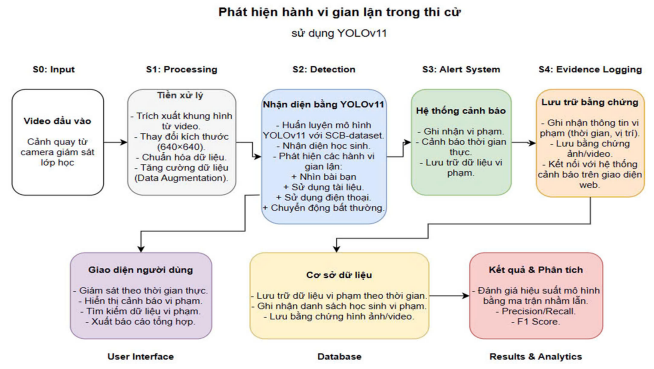 Phát hiện hành vi gian lận trong thi cử
sử dụng YOLOv11
S0: Input
S1: Processing
S2: Detection
S3: Alert System
S4: Evidence Logging
Video đầu vào
Cảnh quay từ
camera giám sát
lớp học
Tiền xử lý
- Trích xuất khung hình
từ video.
- Thay đổi kích thước
(640×640).
- Chuẩn hóa dữ liệu.
- Tăng cường dữ liệu
(Data Augmentation).
Nhận diện bằng YOLOv11
- Huấn luyện mô hình
YOLOv11 với SCB-dataset.
- Nhận diện học sinh.
- Phát hiện các hành vi
gian lận:
+ Nhìn bài bạn
+ Sử dụng tài liệu.
+ Sử dụng điện thoại.
+ Chuyển động bất thường.
Hệ thống cảnh báo
- Ghi nhận vi phạm.
- Cảnh báo thời gian
thực.
- Lưu trữ dữ liệu vi
phạm.
Lưu trữ bằng chứng
- Ghi nhận thông tin vi
phạm (thời gian, vị trí).
- Lưu bằng chứng
ảnh/video.
- Kết nối với hệ thống
cảnh báo trên giao diện
web.
Giao diện người dùng
- Giám sát theo thời gian thực.
- Hiển thị cảnh báo vi phạm.
- Tìm kiếm dữ liệu vi phạm.
- Xuất báo cáo tổng hợp.
Cơ sở dữ liệu
- Lưu trữ dữ liệu vi phạm theo thời gian.
- Ghi nhận danh sách học sinh vi phạm.
- Lưu bằng chứng hình ảnh/video.
Kết quả & Phân tích
- Đánh giá hiệu suất mô hình
bằng ma trận nhầm lẫn.
- Precision/Recall.
- F1 Score.
User Interface
Database
Results & Analytics